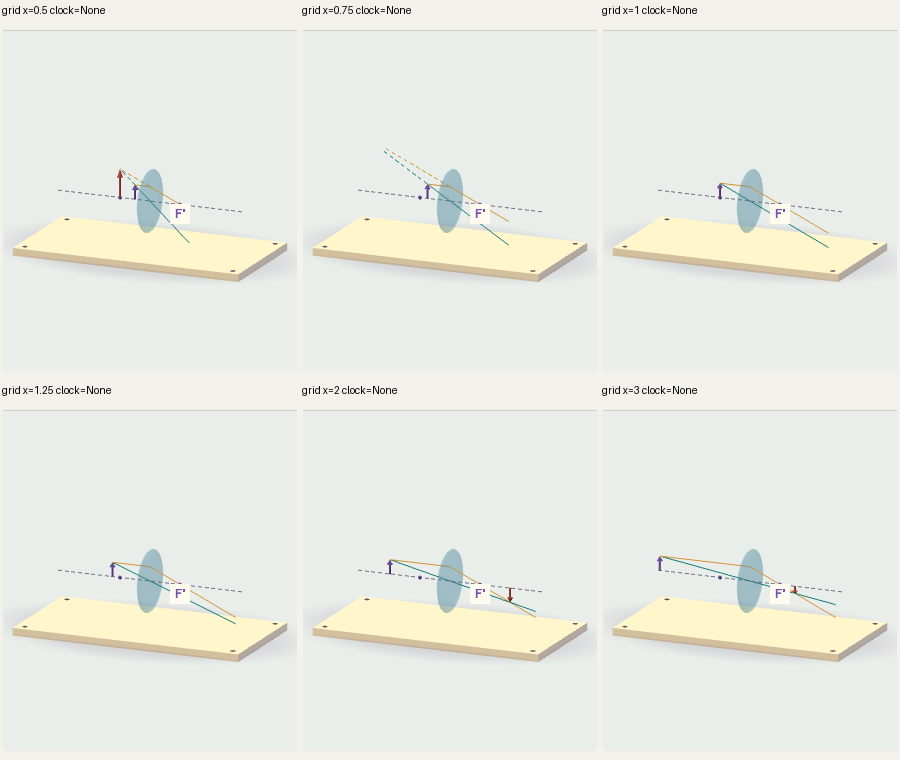 grid x=0.5 clock=None
grid x=0.75 clock=None
grid x=1 clock=None
F'
F'
F'
grid x=1.25 clock=None
grid x=2 clock=None
grid x=3 clock=None
F'
F'
F'